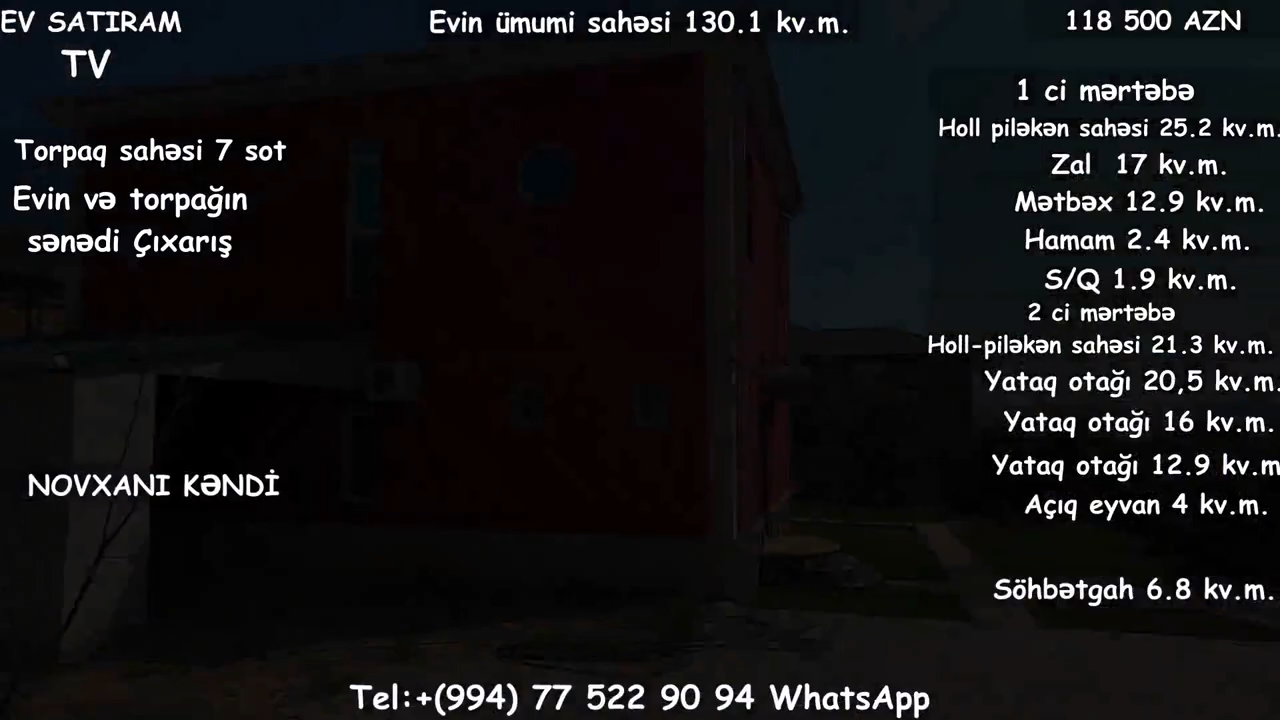 EV SATIRAM
TV
Evin ümumi sahəsi 130.1 kv.m.
118 500 AZN
Torpaq sahəsi 7 sot
Evin və torpağın
sənədi Çıxarış
NOVXANI KƏNDİ
1 ci mərtəbə
Holl piləkən sahəsi 25.2 kv.m.
Zal 17 kv.m.
Mətbəx 12.9 kv.m.
Hamam 2.4 kv.m.
S/Q 1.9 kv.m.
2 ci mərtəbə
Holl-piləkən sahəsi 21.3 kv.m.
Yataq otağı 20,5 kv.m.
Yataq otağı 16 kv.m.
Yataq otağı 12.9 kv.m
Açıq eyvan 4 kv.m.
Söhbətgah 6.8 kv.m.
Tel:+(994) 77 522 90 94 WhatsApp